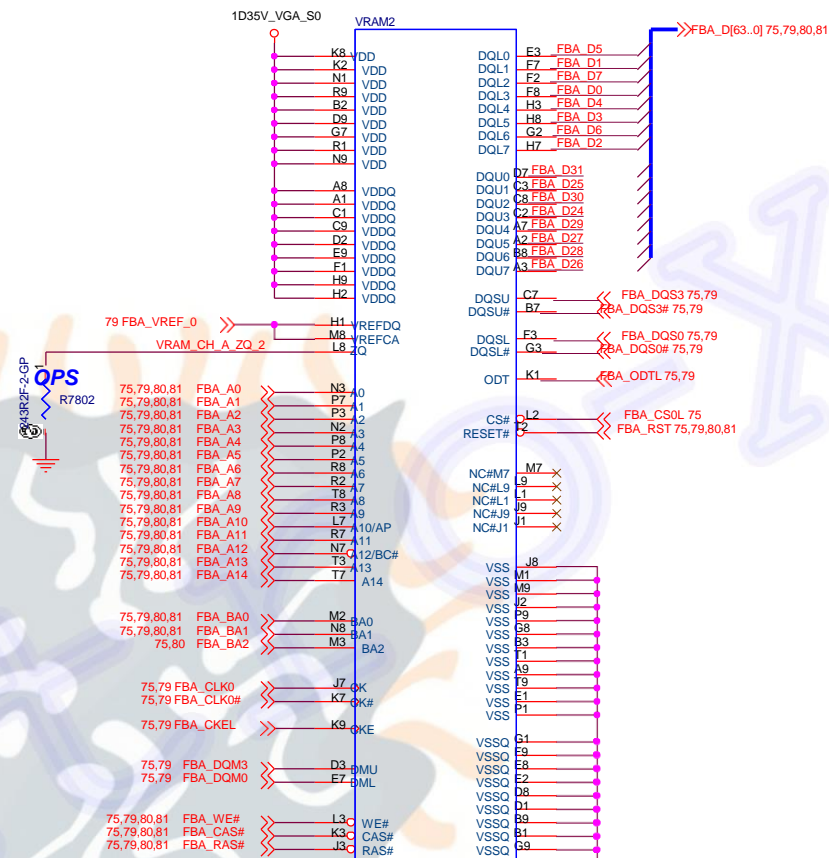 1D35V_VGA_S0
VRAM2
FBA_D[63..0] 75,79,80,81
K8 VDD
K2 VDD
N1 VDD
R9 VDD
B2 VDD
D9 VDD
G7 VDD
R1 VDD
N9 VDD
A8 VDDQ
A1 VDDQ
C1 VDDQ
C9 VDDQ
D2 VDDQ
E9 VDDQ
F1 VDDQ
H9 VDDQ
H2 VDDQ
79 FBA_VREF_0 H1 VREFDQ
M8 VREFCA
VRAM_CH_A_ZQ_2 L8 ZQ
OPS
R7802
1
75,79,80,81 FBA_A0 N3 A0
75,79,80,81 FBA_A1 P7 A1
75,79,80,81 FBA_A2 P3 A2
75,79,80,81 FBA_A3 N2 A3
75,79,80,81 FBA_A4 P8 A4
75,79,80,81 FBA_A5 P2 A5
75,79,80,81 FBA_A6 R8 A6
75,79,80,81 FBA_A7 R2 A7
75,79,80,81 FBA_A8 T8 A8
75,79,80,81 FBA_A9 R3 A9
75,79,80,81 FBA_A10 L7 A10/AP
75,79,80,81 FBA_A11 R7 A11
75,79,80,81 FBA_A12 N7 A12/BC#
75,79,80,81 FBA_A13 T3 A13
75,79,80,81 FBA_A14 T7 A14
75,79,80,81 FBA_BA0 M2 BA0
75,79,80,81 FBA_BA1 N8 BA1
75,80 FBA_BA2 M3 BA2
75,79 FBA_CLK0 J7 CK
75,79 FBA_CLK0# K7 CK#
75,79 FBA_CKEL K9 CKE
75,79 FBA_DQM3 D3 DMU
75,79 FBA_DQM0 E7 DML
75,79,80,81 FBA_WE# L3 WE#
75,79,80,81 FBA_CAS# K3 CAS#
75,79,80,81 FBA_RAS# J3 RAS#
DQL0 E3 FBA_D5
DQL1 F7 FBA_D1
DQL2 F2 FBA_D7
DQL3 F8 FBA_D0
DQL4 H3 FBA_D4
DQL5 H8 FBA_D3
DQL6 G2 FBA_D6
DQL7 H7 FBA_D2
DQU0 D7 FBA_D31
DQU1 C3 FBA_D25
DQU2 C8 FBA_D30
DQU3 C2 FBA_D24
DQU4 A7 FBA_D29
DQU5 A2 FBA_D27
DQU6 B8 FBA_D28
DQU7 A3 FBA_D26
DQSU C7 FBA_DQS3 75,79
DQSU# B7 FBA_DQS3# 75,79
DQSL F3 FBA_DQS0 75,79
DQSL# G3 FBA_DQS0# 75,79
ODT K1 FBA_ODTL 75,79
CS# L2 FBA_CS0L 75
RESET# T2 FBA_RST 75,79,80,81
NC#M7 M7
NC#L9 L9
NC#L1 L1
NC#J9 J9
NC#J1 J1
VSS J8
VSS M1
VSS M9
VSS J2
VSS P9
VSS G8
VSS B3
VSS T1
VSS A9
VSS T9
VSS E1
VSS P1
VSSQ G1
VSSQ F9
VSSQ E8
VSSQ E2
VSSQ D8
VSSQ D1
VSSQ B9
VSSQ B1
VSSQ G9